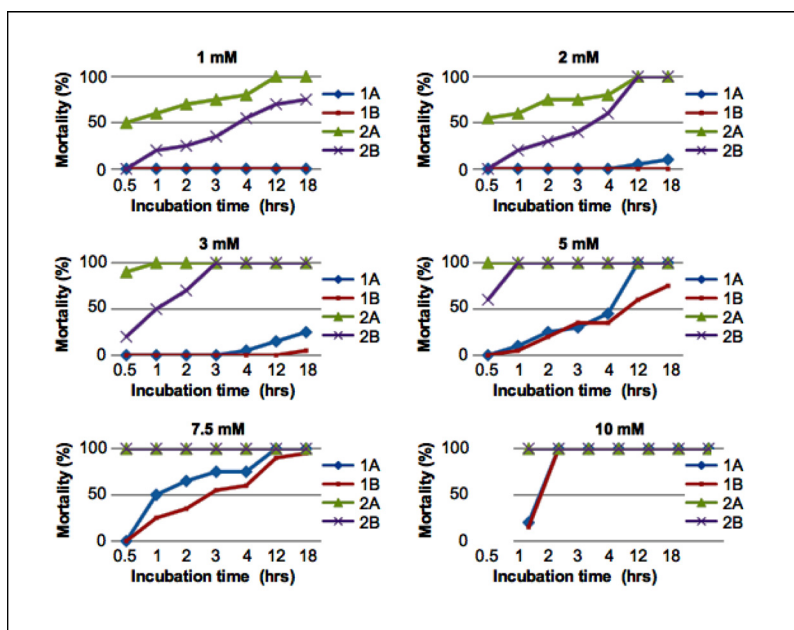 1 mM
Mortality (%)
100
50
0
0.5 1 2 3 4 12 18
Incubation time (hrs)
1A
1B
2A
2B
2 mM
Mortality (%)
100
50
0
0.5 1 2 3 4 12 18
Incubation time (hrs)
1A
1B
2A
2B
3 mM
Mortality (%)
100
50
0
0.5 1 2 3 4 12 18
Incubation time (hrs)
1A
1B
2A
2B
5 mM
Mortality (%)
100
50
0
0.5 1 2 3 4 12 18
Incubation time (hrs)
1A
1B
2A
2B
7.5 mM
Mortality (%)
100
50
0
0.5 1 2 3 4 12 18
Incubation time (hrs)
1A
1B
2A
2B
10 mM
Mortality (%)
100
50
0
0.5 1 2 3 4 12 18
Incubation time (hrs)
1A
1B
2A
2B